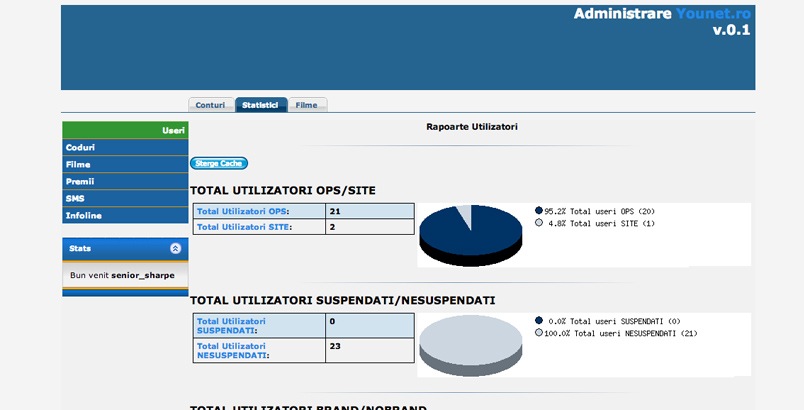 Administrare Younet.ro
v.0.1
Conturi Statistici Filme
Useri
Coduri
Filme
Premii
SMS
Infoline
Stats
Bun venit senior_sharpe
Rapoarte Utilizatori
Sterge Cache
TOTAL UTILIZATORI OPS/SITE
Total Utilizatori OPS: 21
Total Utilizatori SITE: 2
95.2% Total useri OPS (20)
4.8% Total useri SITE (1)
TOTAL UTILIZATORI SUSPENDATI/NESUSPENDATI
Total Utilizatori
SUSPENDATI: 0
Total Utilizatori
NESUSPENDATI: 23
0.0% Total useri SUSPENDATI (0)
100.0% Total useri NESUSPENDATI (21)
TOTAL UTILIZATORI BRAND/NOBRAND